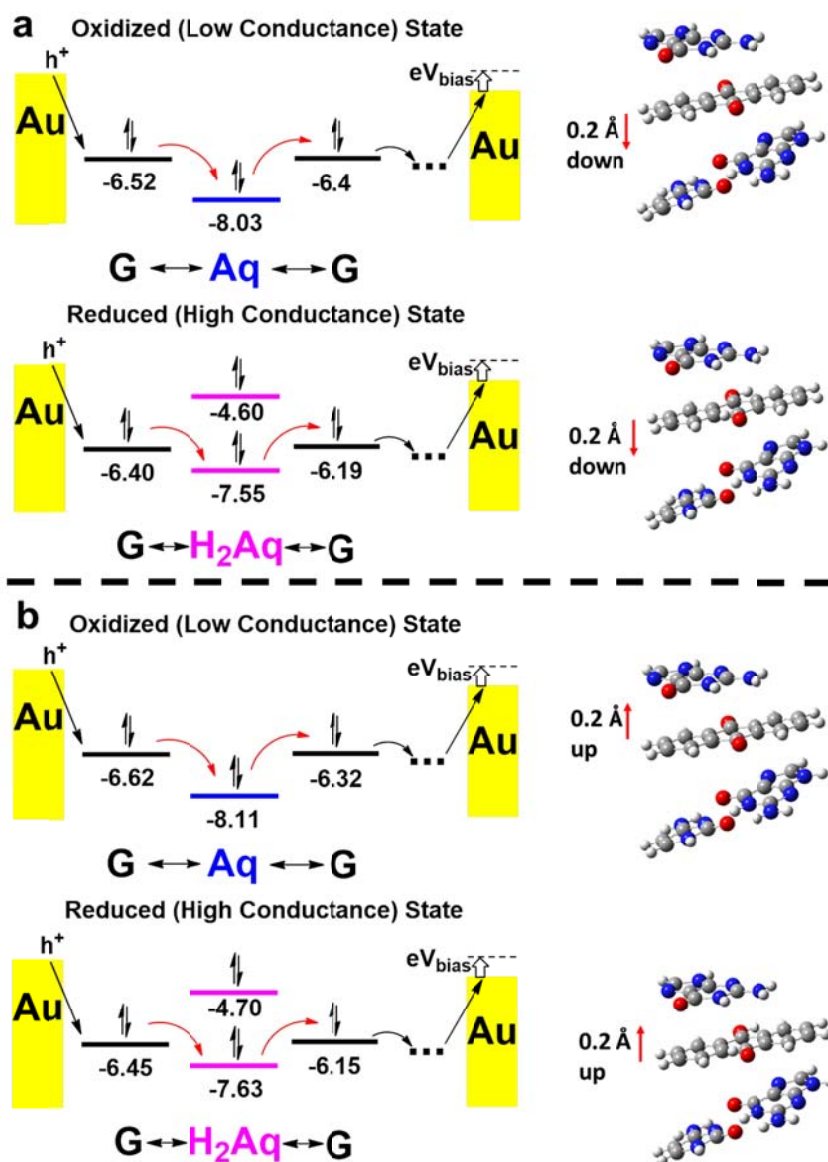 a
Oxidized (Low Conductance) State
h+
eVbias
Au
Au
0.2 Å
down
-6.52
-6.4
-8.03
G Aq G
Reduced (High Conductance) State
h+
eVbias
Au
-4.60
Au
0.2 Å
down
-6.40
-6.19
-7.55
G H2Aq G
b
Oxidized (Low Conductance) State
h+
eVbias
Au
Au
0.2 Å
up
-6.62
-6.32
-8.11
G Aq G
Reduced (High Conductance) State
h+
eVbias
Au
-4.70
Au
0.2 Å
up
-6.45
-6.15
-7.63
G H2Aq G